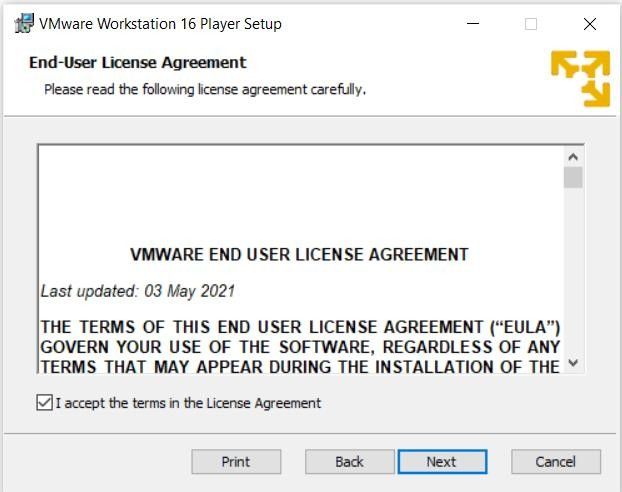 VMware Workstation 16 Player Setup
End-User License Agreement
Please read the following license agreement carefully.
VMWARE END USER LICENSE AGREEMENT
Last updated: 03 May 2021
THE TERMS OF THIS END USER LICENSE AGREEMENT (“EULA”)
GOVERN YOUR USE OF THE SOFTWARE, REGARDLESS OF ANY
TERMS THAT MAY APPEAR DURING THE INSTALLATION OF THE
I accept the terms in the License Agreement
Print Back Next Cancel